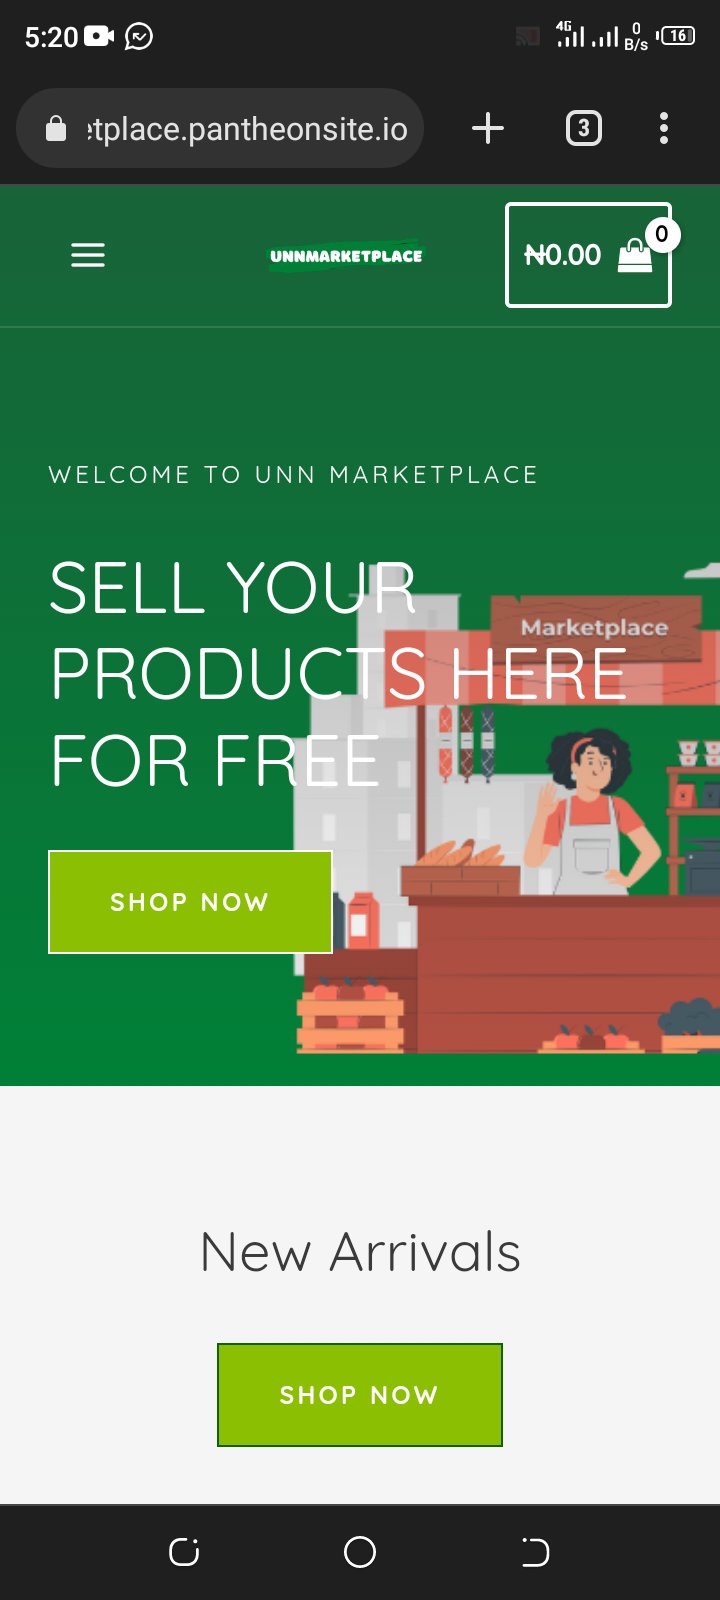 5:20
4G
0
B/s
16
etplace.pantheonsite.io
3
UNNMARKETPLACE
₦0.00
0
WELCOME TO UNN MARKETPLACE
SELL YOUR
PRODUCTS HERE
FOR FREE
Marketplace
SHOP NOW
New Arrivals
SHOP NOW